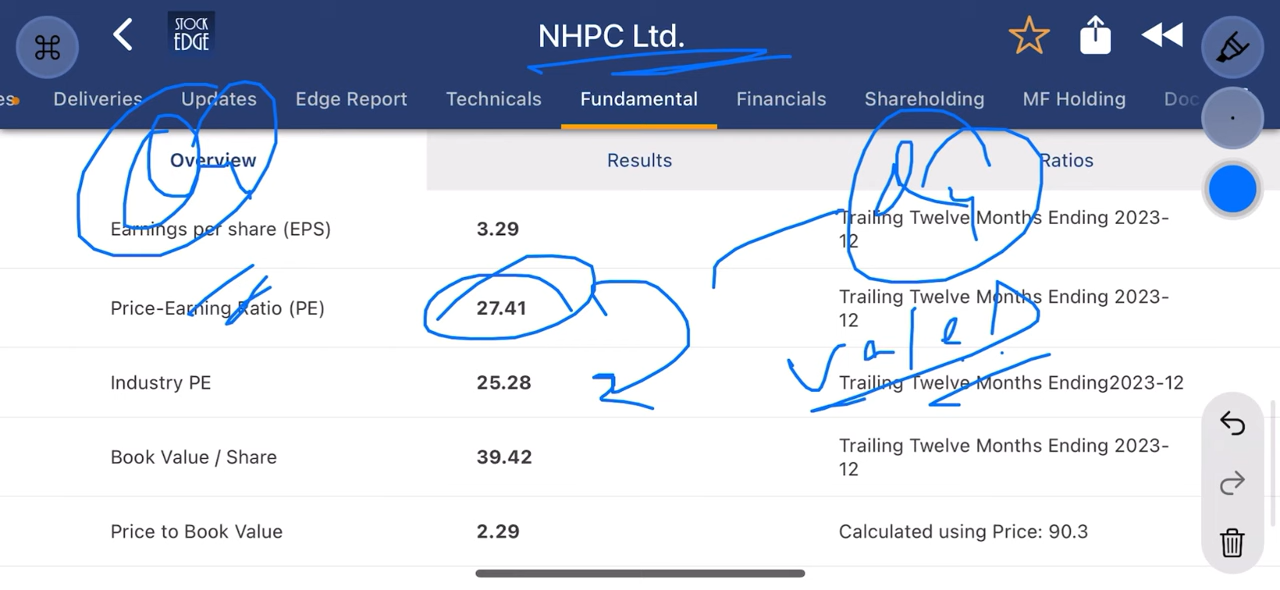 STOCK EDGE
NHPC Ltd.
es Deliveries Updates Edge Report Technicals Fundamental Financials Shareholding MF Holding Doc
Overview Results Ratios
Earnings per share (EPS) 3.29 Trailing Twelve Months Ending 2023-
12
Price-Earning Ratio (PE) 27.41 Trailing Twelve Months Ending 2023-
12
valeD
Industry PE 25.28 Trailing Twelve Months Ending2023-12
Book Value / Share 39.42 Trailing Twelve Months Ending 2023-
12
Price to Book Value 2.29 Calculated using Price: 90.3